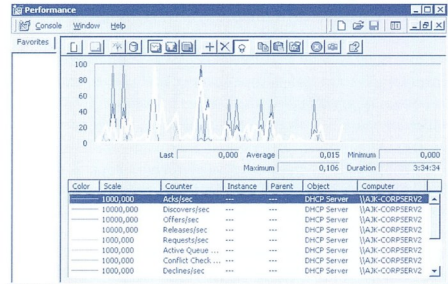 Performance
Console Window Help
Favorites
100
80
60
40
20
0
Last 0,000 Average 0,015 Minimum 0,000
Maximum 0,106 Duration 3:34:34
Color Scale Counter Instance Parent Object Computer
1000,000 Acks/sec --- --- DHCP Server \\AJK-CORPSERV2
10000,000 Discovers/sec --- --- DHCP Server \\AJK-CORPSERV2
10000,000 Offers/sec --- --- DHCP Server \\AJK-CORPSERV2
10000,000 Releases/sec --- --- DHCP Server \\AJK-CORPSERV2
1000,000 Requests/sec --- --- DHCP Server \\AJK-CORPSERV2
1000,000 Active Queue ... --- --- DHCP Server \\AJK-CORPSERV2
1000,000 Conflict Check ... --- --- DHCP Server \\AJK-CORPSERV2
1000,000 Declines/sec --- --- DHCP Server \\AJK-CORPSERV2